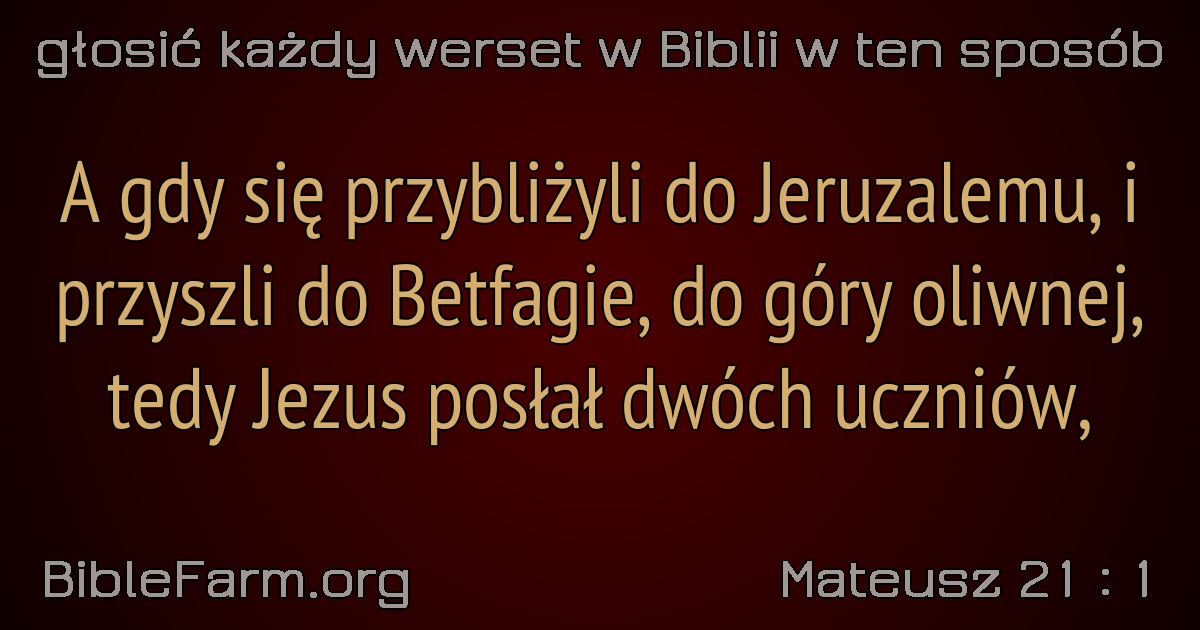 głosić każdy werset w Biblii w ten sposób
A gdy się przybliżyli do Jeruzalemu, i
przyszli do Betfagie, do góry oliwnej,
tedy Jezus posłał dwóch uczniów,
BibleFarm.org
Mateusz 21 : 1